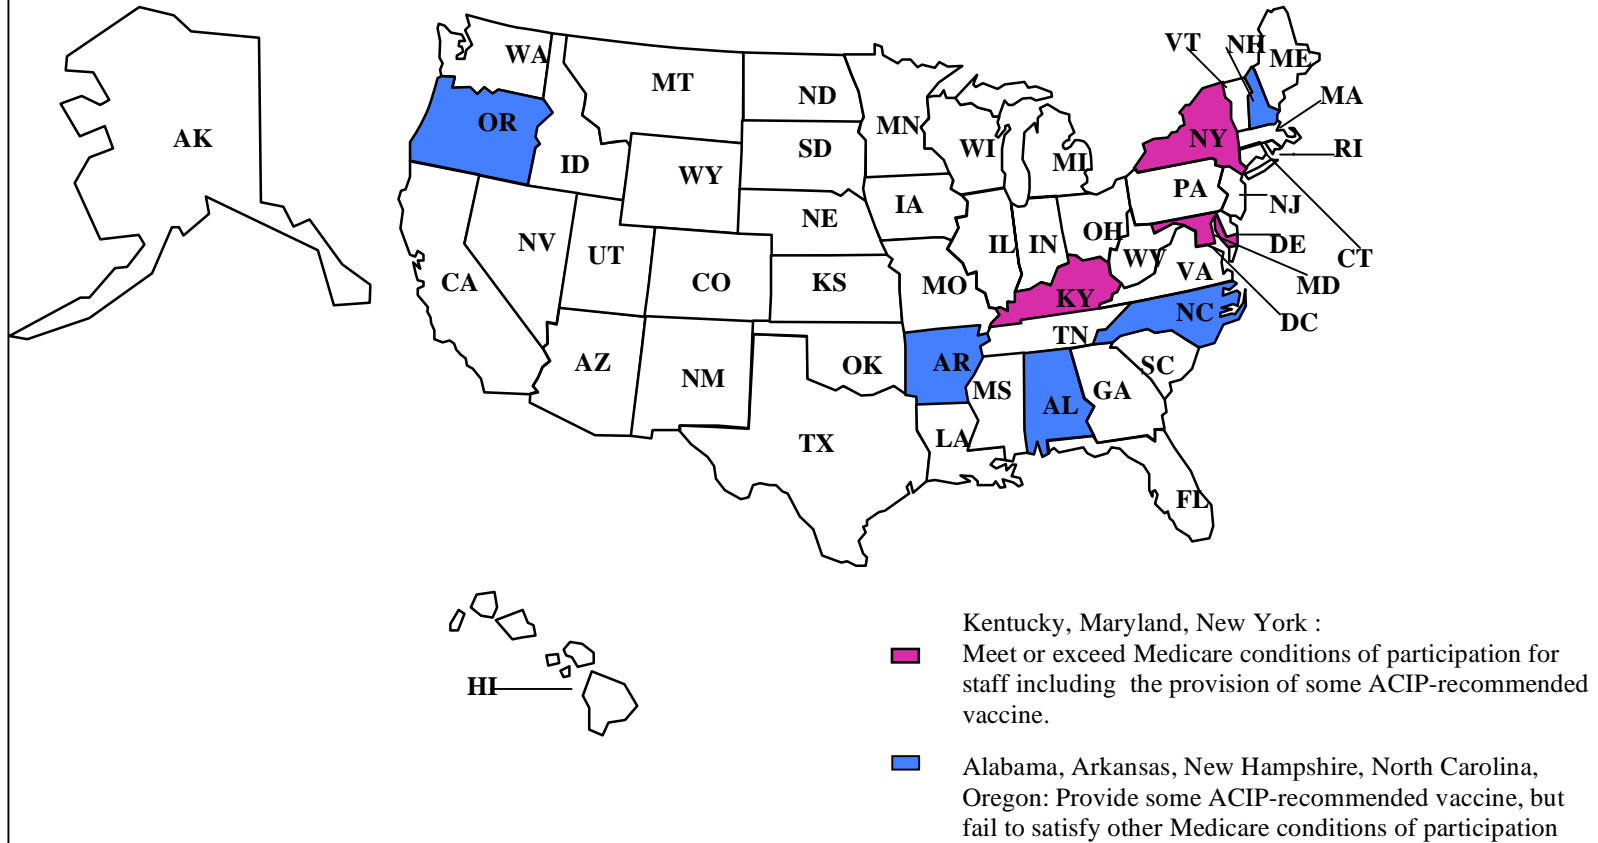 VT
NH
ME
WA
MT
ND
MN
MA
OR
AK
WI
MI
NY
RI
SD
ID
WY
PA
NE
IA
NJ
NV
UT
IL
IN
OH
DE
CT
WV
VA
CA
CO
KS
MO
MD
KY
NC
DC
TN
AZ
NM
OK
AR
MS
SC
GA
AL
TX
LA
FL
HI
Kentucky, Maryland, New York :
Meet or exceed Medicare conditions of participation for
staff including the provision of some ACIP-recommended
vaccine.
Alabama, Arkansas, New Hampshire, North Carolina,
Oregon: Provide some ACIP-recommended vaccine, but
fail to satisfy other Medicare conditions of participation